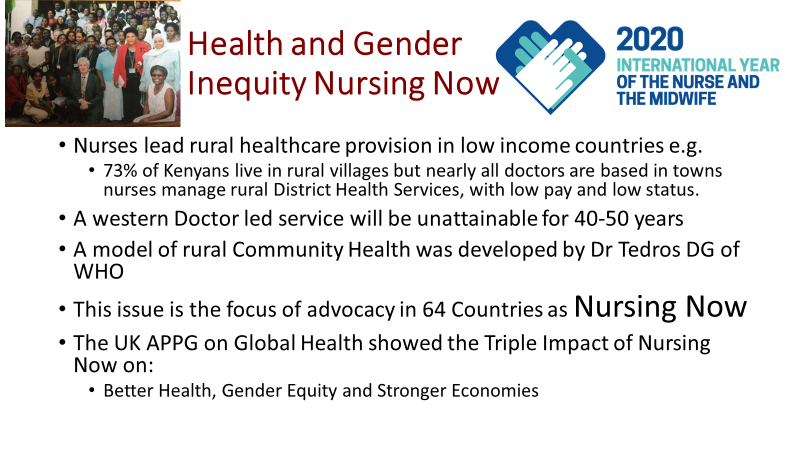 Health and Gender
Inequity Nursing Now
2020
INTERNATIONAL YEAR
OF THE NURSE AND
THE MIDWIFE
• Nurses lead rural healthcare provision in low income countries e.g.
• 73% of Kenyans live in rural villages but nearly all doctors are based in towns
nurses manage rural District Health Services, with low pay and low status.
• A western Doctor led service will be unattainable for 40-50 years
• A model of rural Community Health was developed by Dr Tedros DG of
WHO
• This issue is the focus of advocacy in 64 Countries as Nursing Now
• The UK APPG on Global Health showed the Triple Impact of Nursing
Now on:
• Better Health, Gender Equity and Stronger Economies